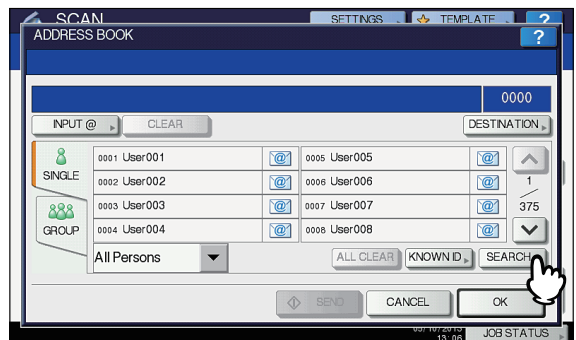 SCAN SETTINGS TEMPLATE ?
ADDRESS BOOK ?
0000
INPUT @ CLEAR DESTINATION
SINGLE
GROUP
0001 User001 @ 0005 User005 @
0002 User002 @ 0006 User006 @
0003 User003 @ 0007 User007 @
0004 User004 @ 0008 User008 @
1
375
All Persons ALL CLEAR KNOWN ID SEARCH
SEND CANCEL OK
13:06 JOB STATUS